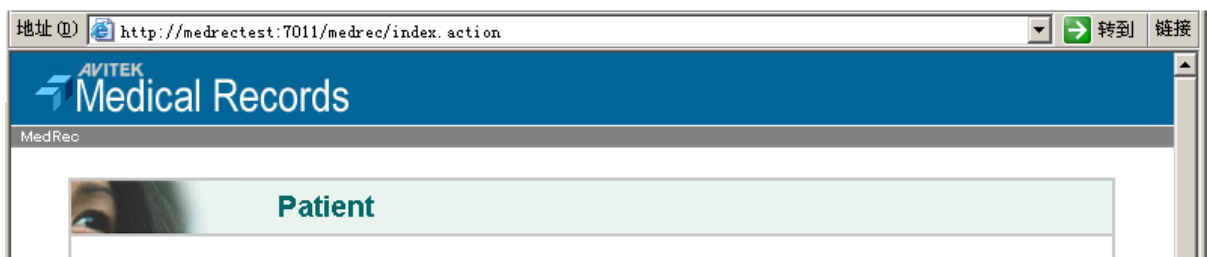 地址(D) http://medrectest:7011/medrec/index.action 转到 链接
AVITEK
Medical Records
MedRec
Patient